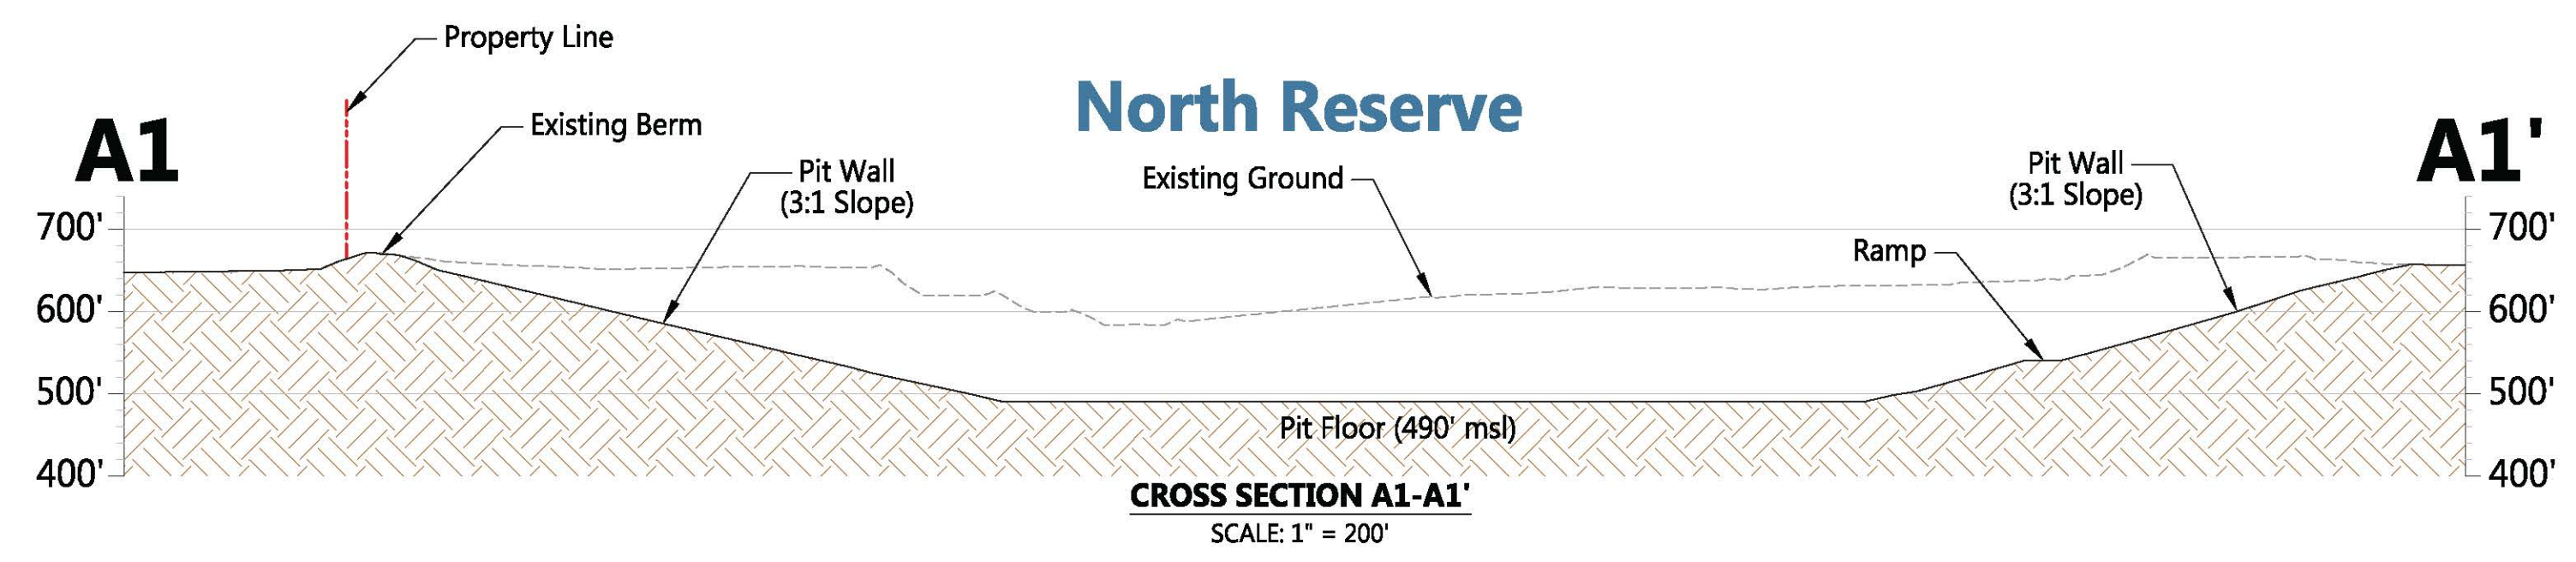 Property Line
A1
Existing Berm
North Reserve
A1'
Pit Wall
(3:1 Slope)
Existing Ground
Pit Wall
(3:1 Slope)
Ramp
700'
600'
500'
400'
700'
600'
500'
400'
Pit Floor (490' msl)
CROSS SECTION A1-A1'
SCALE: 1" = 200'